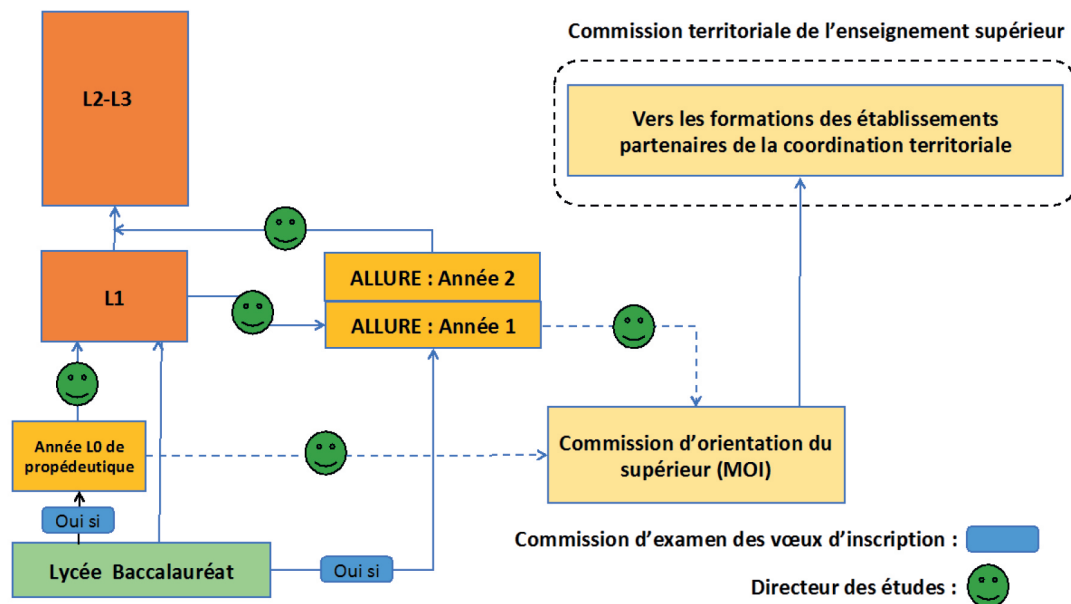 Commission territoriale de l'enseignement supérieur
L2-L3
Vers les formations des établissements
partenaires de la coordination territoriale
L1
ALLURE : Année 2
ALLURE : Année 1
Année L0 de
propédeutique
Commission d'orientation du
supérieur (MOI)
Oui si
Lycée Baccalauréat
Oui si
Commission d'examen des vœux d'inscription :
Directeur des études :